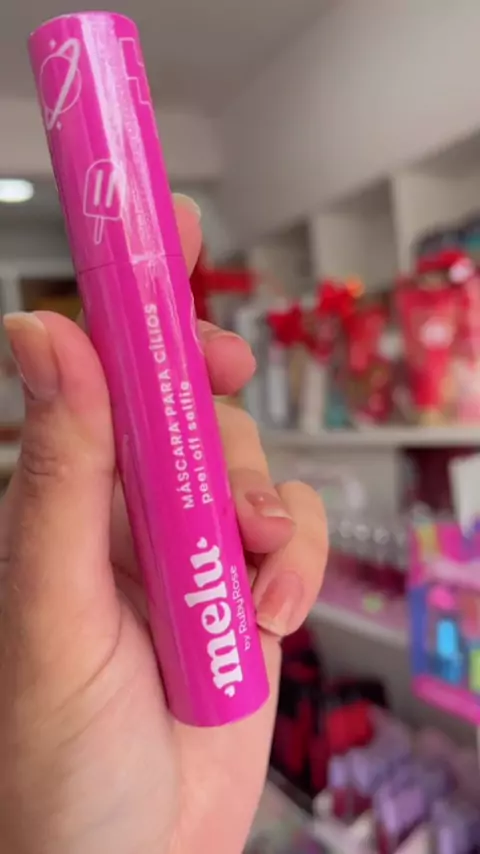 MÁSCARA PARA CÍLIOS
peel off selfie
melu
by RubyRose